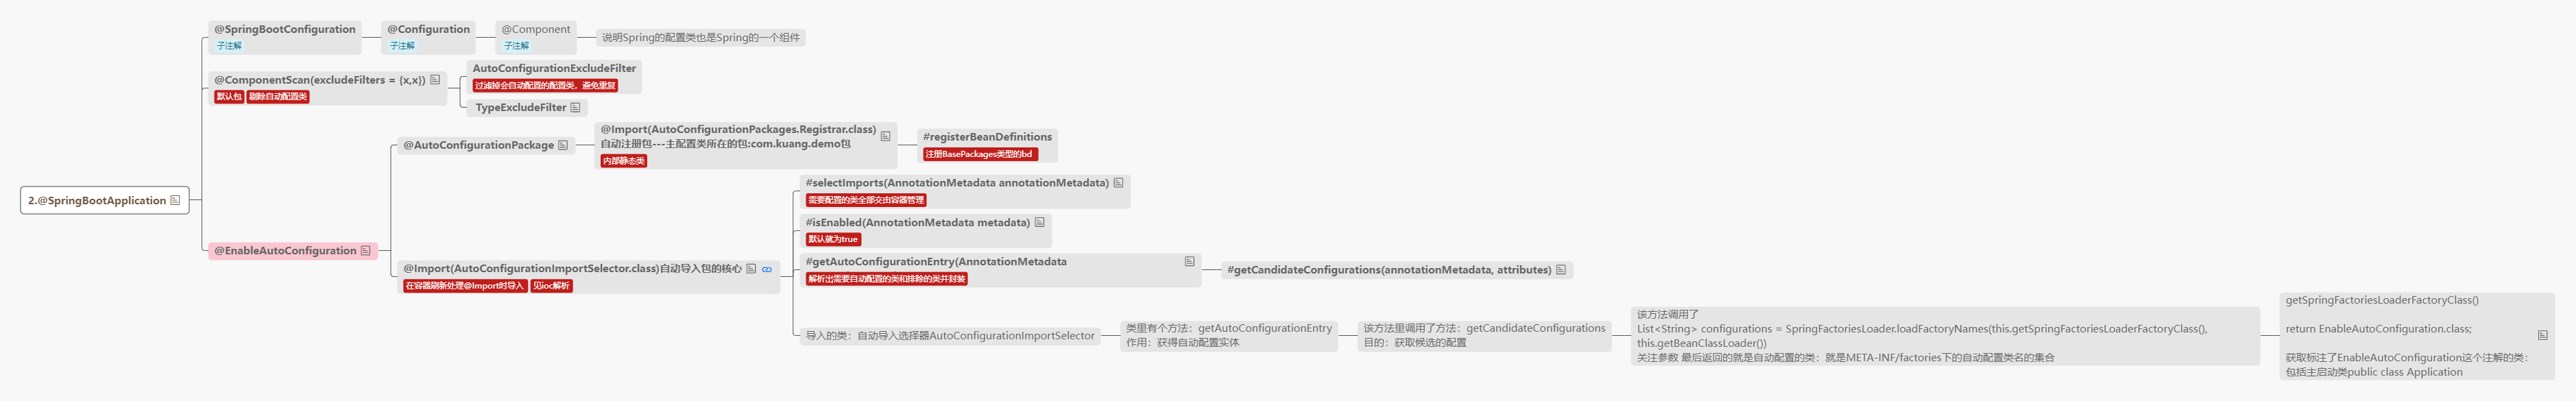 @SpringBootConfiguration
子注解
@Configuration
子注解
@Component
子注解
说明Spring的配置类也是Spring的一个组件
@ComponentScan(excludeFilters = {x,x})
默认包 剔除自动配置类
AutoConfigurationExcludeFilter
过滤掉会自动配置的配置类，避免重复
TypeExcludeFilter
@AutoConfigurationPackage
@Import(AutoConfigurationPackages.Registrar.class)
自动注册包---主配置类所在的包:com.kuang.demo包
内部静态类
#registerBeanDefinitions
注册BasePackages类型的bd
2.@SpringBootApplication
@EnableAutoConfiguration
@Import(AutoConfigurationImportSelector.class)自动导入包的核心
在容器刷新处理@Import时导入 见ioc解析
#selectImports(AnnotationMetadata annotationMetadata)
需要配置的类全部交由容器管理
#isEnabled(AnnotationMetadata metadata)
默认就为true
#getAutoConfigurationEntry(AnnotationMetadata
解析出需要自动配置的类和排除的类并封装
#getCandidateConfigurations(annotationMetadata, attributes)
导入的类：自动导入选择器AutoConfigurationImportSelector
类里有个方法：getAutoConfigurationEntry
作用：获得自动配置实体
该方法里调用了方法：getCandidateConfigurations
目的：获取候选的配置
该方法调用了
List<String> configurations = SpringFactoriesLoader.loadFactoryNames(this.getSpringFactoriesLoaderFactoryClass(),
this.getBeanClassLoader())
关注参数 最后返回的就是自动配置的类：就是META-INF/factories下的自动配置类名的集合
getSpringFactoriesLoaderFactoryClass()
return EnableAutoConfiguration.class;
获取标注了EnableAutoConfiguration这个注解的类：
包括主启动类public class Application